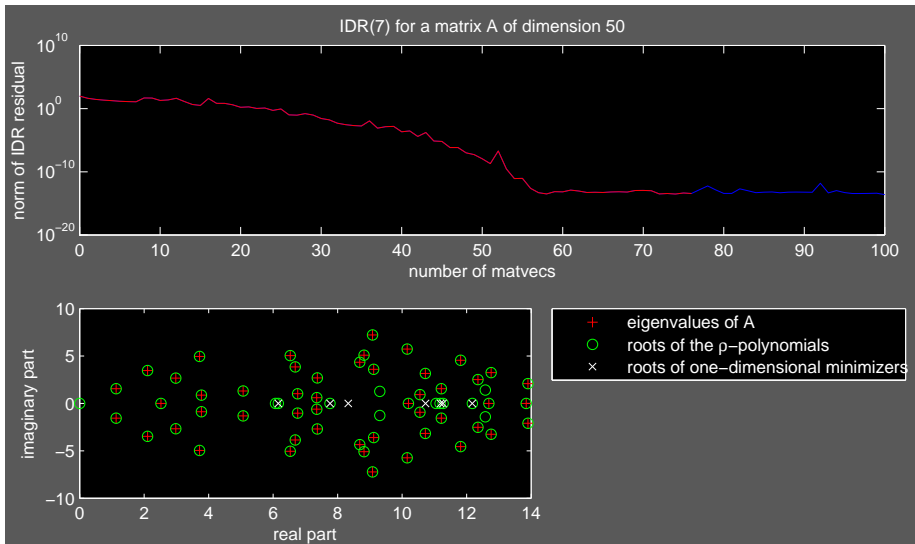 IDR(7) for a matrix A of dimension 50
10^10
10^0
10^−10
10^−20
norm of IDR residual
0 10 20 30 40 50 60 70 80 90 100
number of matvecs
10
5
0
−5
−10
imaginary part
0 2 4 6 8 10 12 14
real part
eigenvalues of A
roots of the ρ−polynomials
roots of one−dimensional minimizers